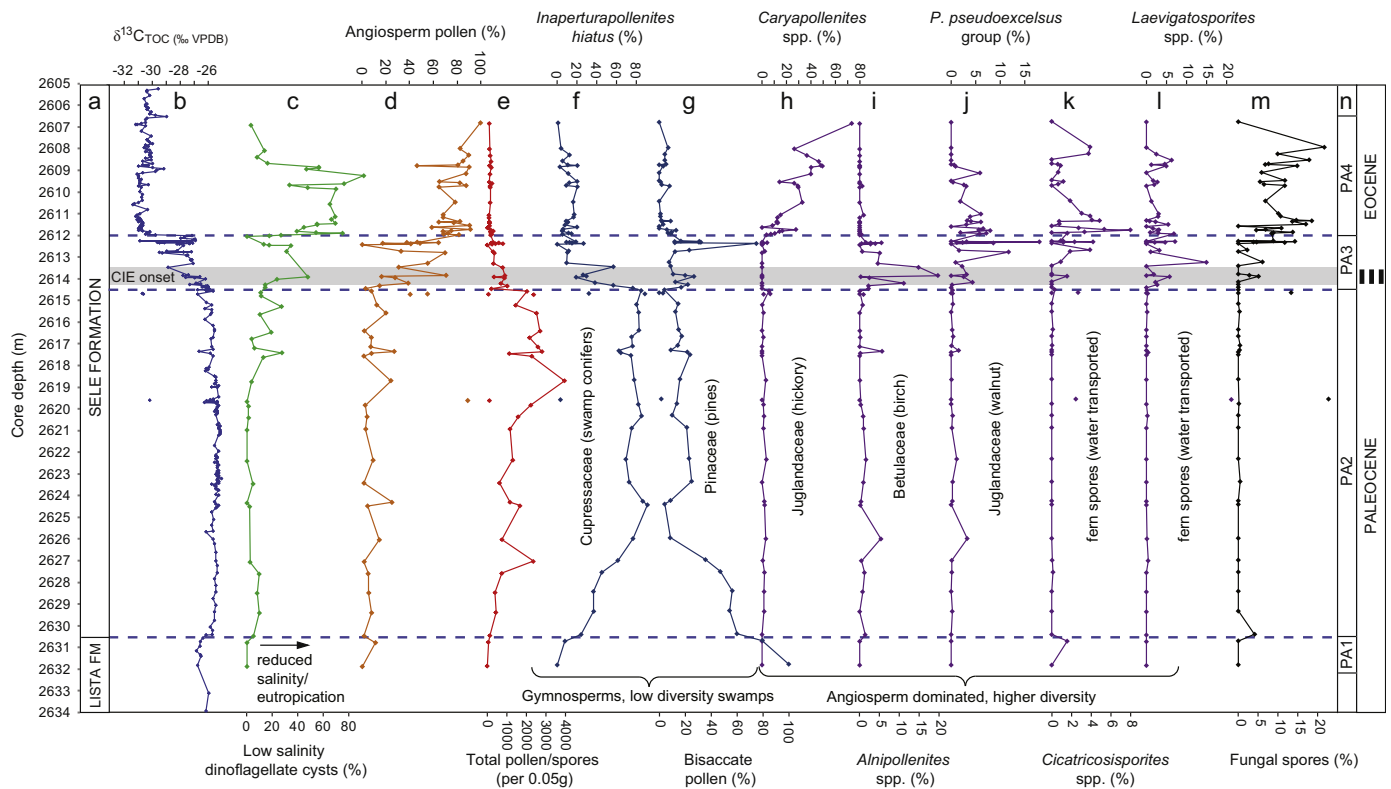 δ13CTOC (‰ VPDB)
Angiosperm pollen (%)
Inaperturapollenites
hiatus (%)
Caryapollenites
spp. (%)
P. pseudoexcelsus
group (%)
Laevigatosporites
spp. (%)
-32 -30 -28 -26
0 20 40 60 80 100
0 20 40 60 80
0 20 40 60 80
0 5 10 15
0 5 10 15 20
a b c d e f g h i j k l m n
Core depth (m)
2605
2606
2607
2608
2609
2610
2611
2612
2613
2614
2615
2616
2617
2618
2619
2620
2621
2622
2623
2624
2625
2626
2627
2628
2629
2630
2631
2632
2633
2634
SELE FORMATION
LISTA FM
CIE onset
Cupressaceae (swamp conifers)
Pinaceae (pines)
Juglandaceae (hickory)
Betulaceae (birch)
Juglandaceae (walnut)
fern spores (water transported)
fern spores (water transported)
PA4
PA3
PA2
PA1
EOCENE
PALEOCENE
reduced
salinity/
eutropication
Gymnosperms, low diversity swamps
Angiosperm dominated, higher diversity
0 20 40 60 80
0 1000 2000 3000 4000
0 20 40 60 80 100
0 5 10 15 20
0 2 4 6 8
0 5 10 15 20
Low salinity
dinoflagellate cysts (%)
Total pollen/spores
(per 0.05g)
Bisaccate
pollen (%)
Alnipollenites
spp. (%)
Cicatricosisporites
spp. (%)
Fungal spores (%)